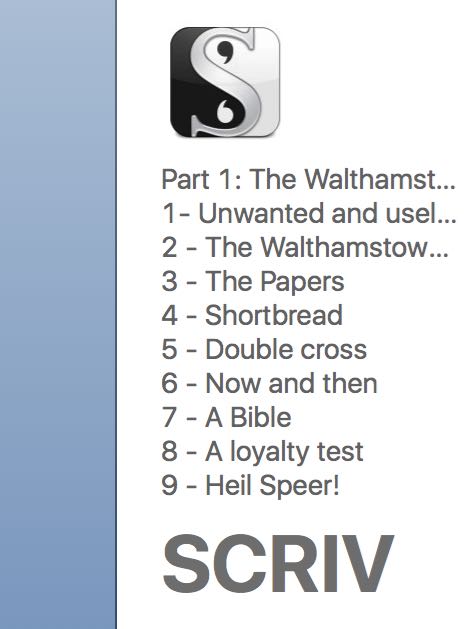 Part 1: The Walthamst...
1- Unwanted and usel...
2 - The Walthamstow...
3 - The Papers
4 - Shortbread
5 - Double cross
6 - Now and then
7 - A Bible
8 - A loyalty test
9 - Heil Speer!
SCRIV